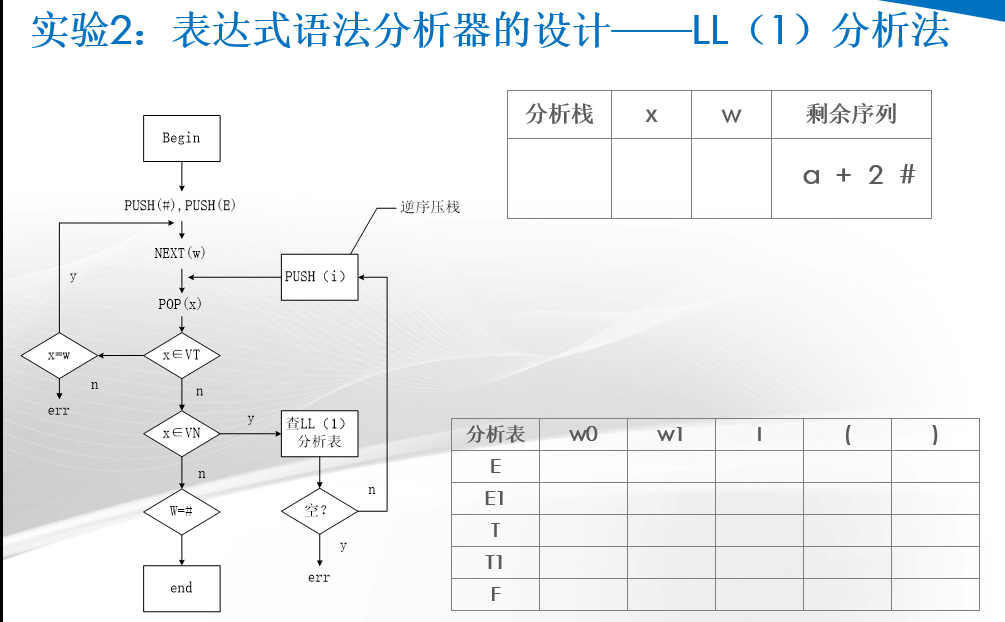 实验2：表达式语法分析器的设计——LL（1）分析法
Begin
PUSH(#),PUSH(E)
逆序压栈
NEXT(w)
y
PUSH（i）
POP(x)
x=w
x∈VT
n
err
n
x∈VN
y
查LL（1）
分析表
n
n
W=#
空?
y
end
err
分析栈 x w 剩余序列
a + 2 #
分析表 w0 w1 I ( )
E
E1
T
T1
F